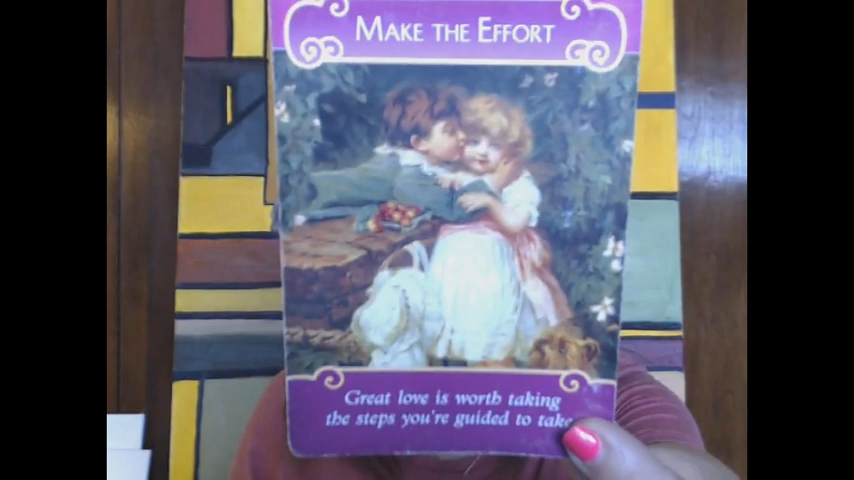 MAKE THE EFFORT
Great love is worth taking
the steps you're guided to take